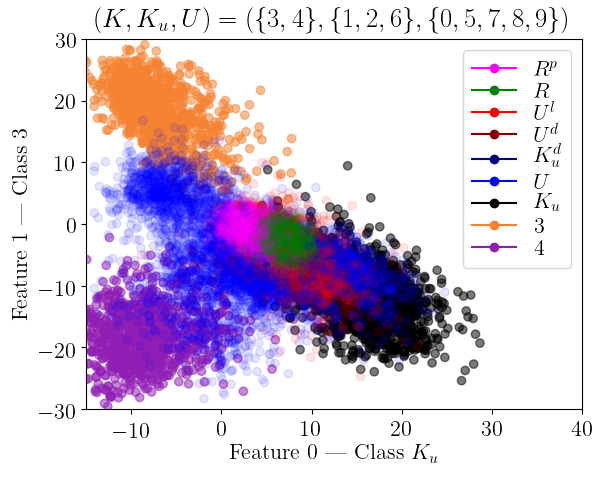 (K, K_u, U) = ({3, 4}, {1, 2, 6}, {0, 5, 7, 8, 9})
30
20
10
0
−10
−20
−30
−10
0
10
20
30
40
Feature 1 — Class 3
Feature 0 — Class K_u
R^p
R
U^l
U^d
K_u^d
U
K_u
3
4